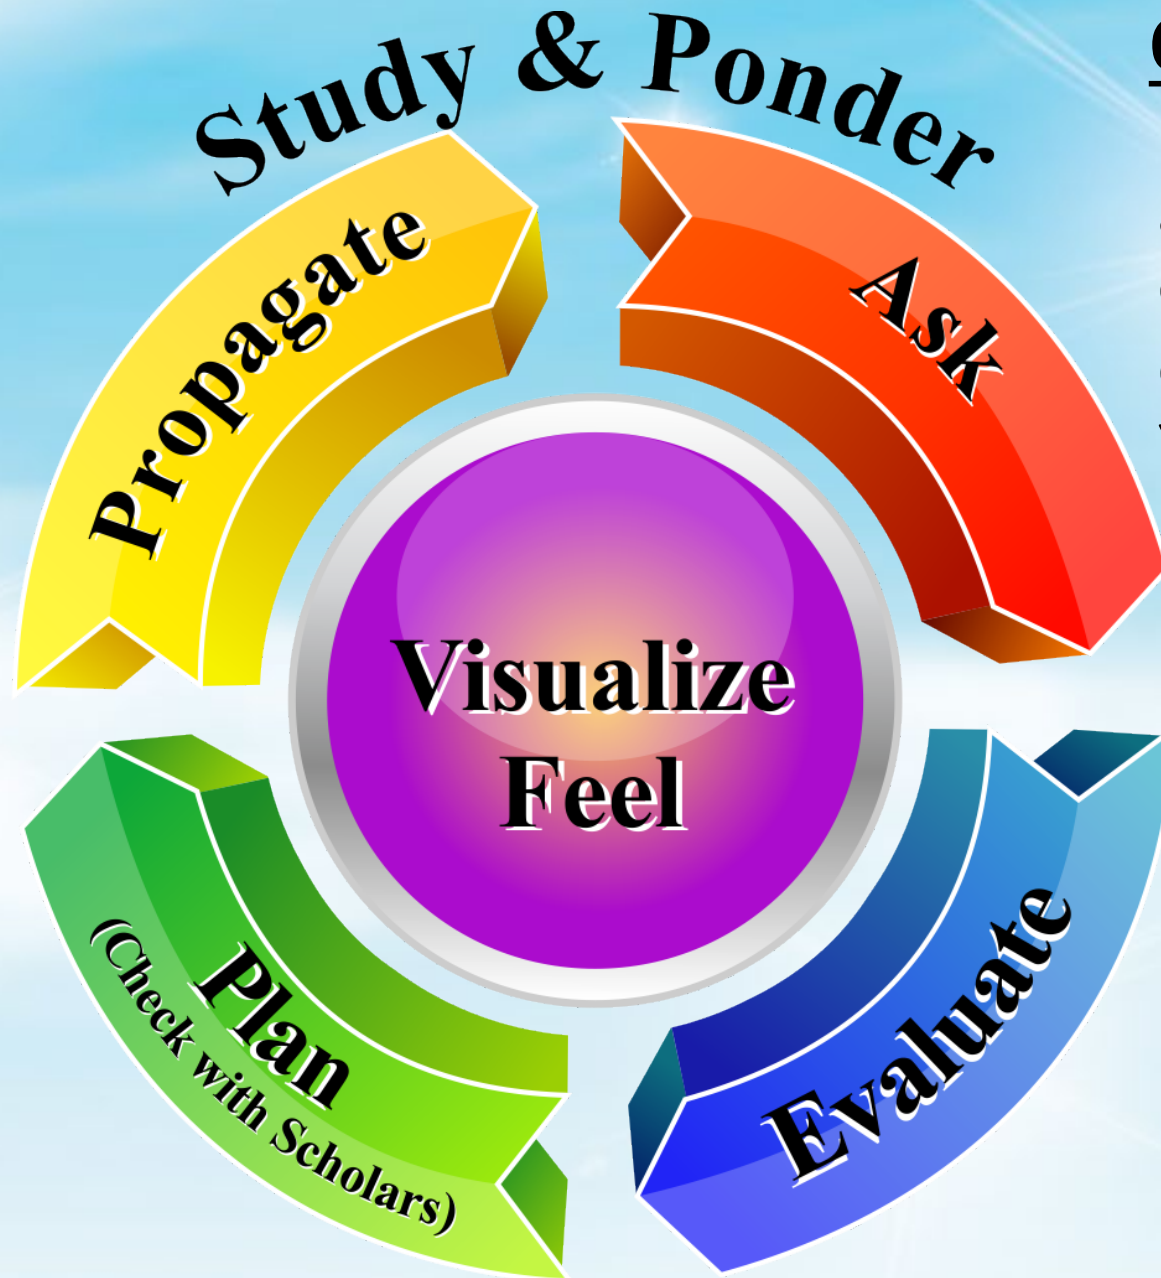 Study & Ponder
Propagate
Ask
Visualize
Feel
Plan
(Check with Scholars)
Evaluate